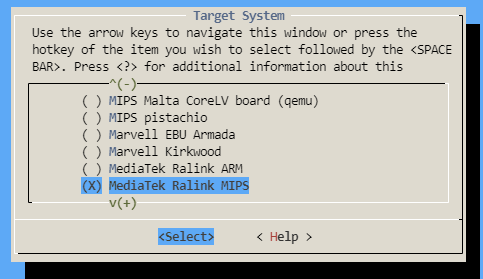 Target System
Use the arrow keys to navigate this window or press the
hotkey of the item you wish to select followed by the <SPACE
BAR>. Press <?> for additional information about this
^(-)
( ) MIPS Malta CoreLV board (qemu)
( ) MIPS pistachio
( ) Marvell EBU Armada
( ) Marvell Kirkwood
( ) MediaTek Ralink ARM
(X) MediaTek Ralink MIPS
v(+)
<Select> < Help >